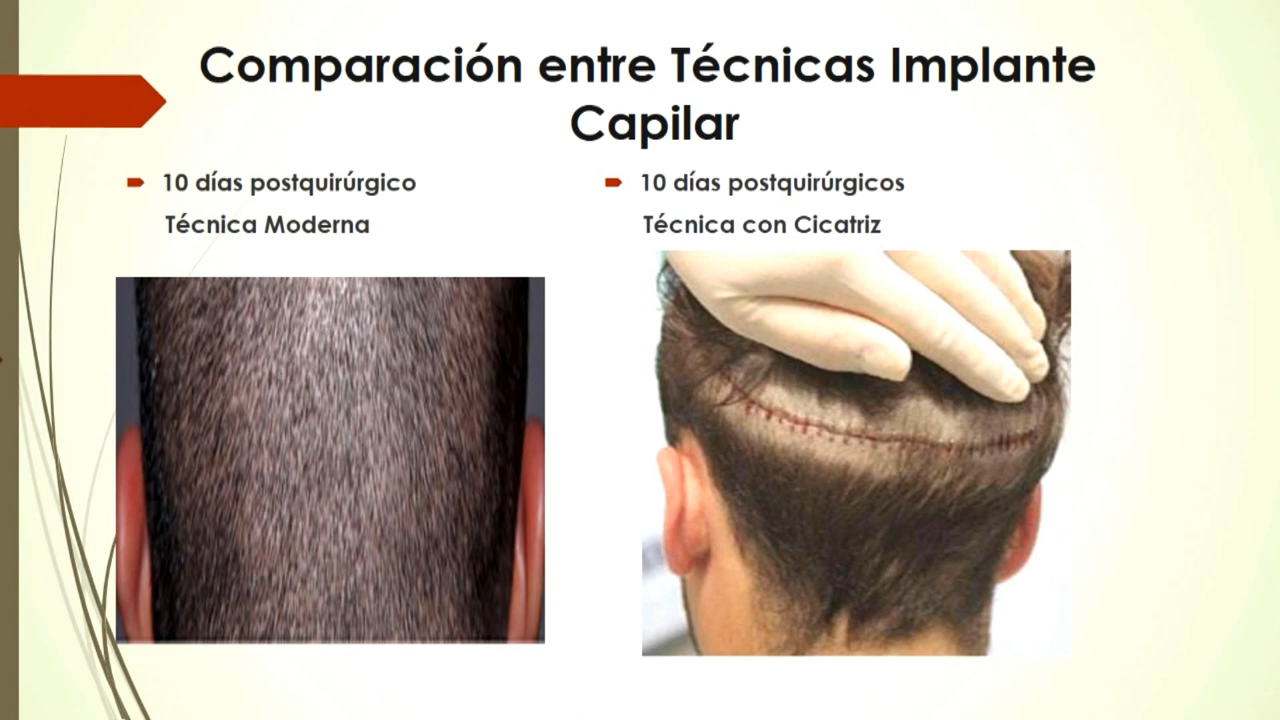 Comparación entre Técnicas Implante
Capilar
10 días postquirúrgico
Técnica Moderna
10 días postquirúrgicos
Técnica con Cicatriz